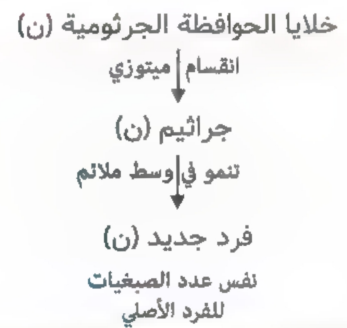 خلايا الحوافظة الجرثومية (ن)
انقسام ميتوزي
جراثيم (ن)
تنمو في وسط ملائم
فرد جديد (ن)
نفس عدد الصبغيات
للفرد الأصلي